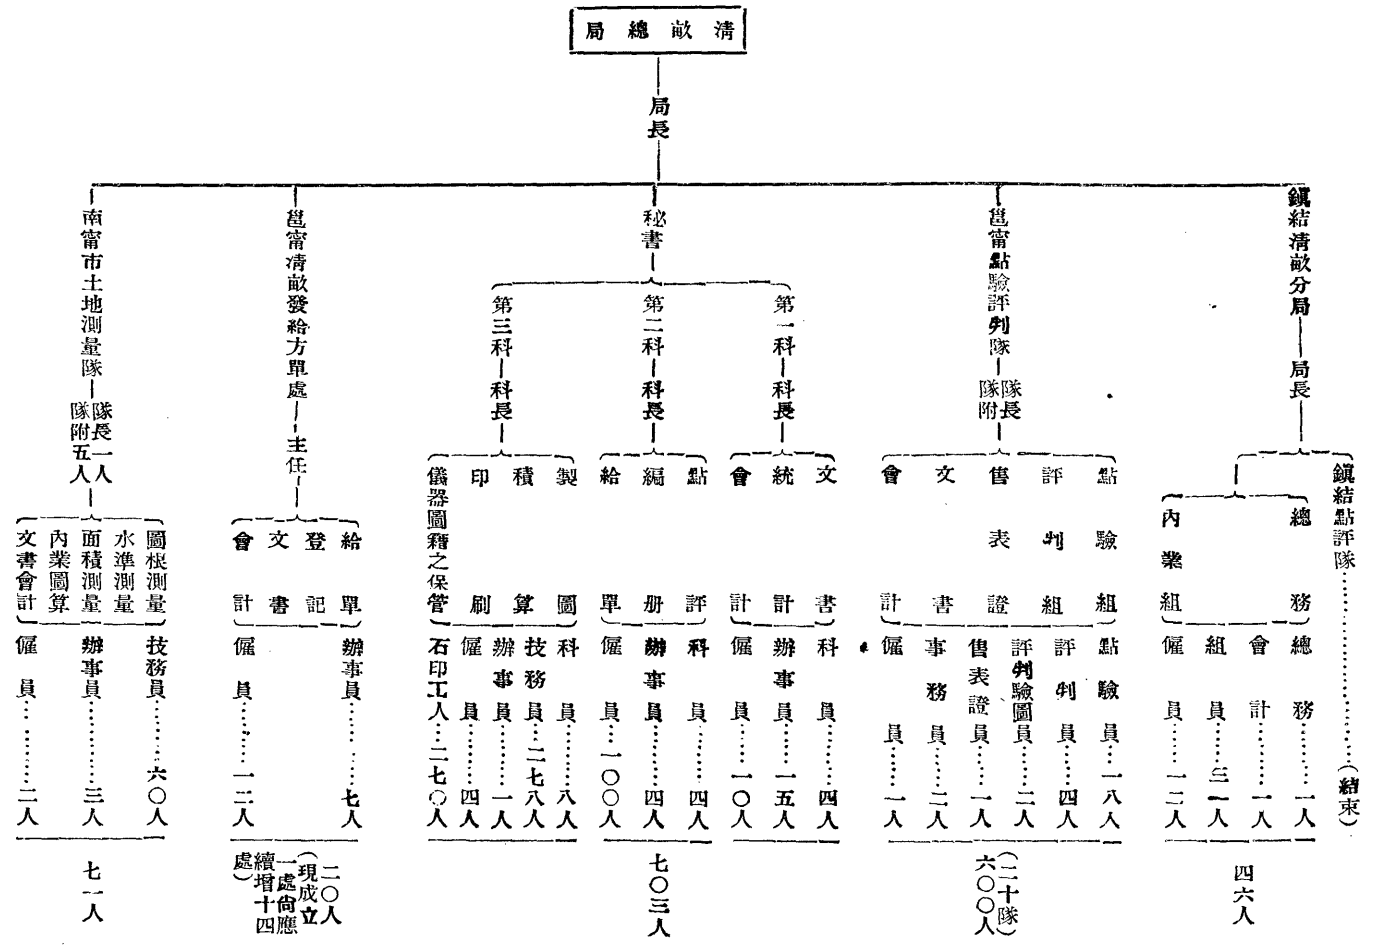 清畝總局
局長
鎮結清畝分局
局長
鎮結點評隊…………(結束)
總務
內業組
總務…………一人
會計…………一人
組員…………三一人
僱員…………一二人
四六人
邕甯點驗評判隊
隊長
隊附
點驗組
評判組
售表證
文書
會計
點驗員……一八人
評判員……四人
評判驗圖員……二人
售表證員……一人
事務員……二人
僱員……一人
(二十隊)
六〇〇人
秘書
第一科
科長
文書
統計
會計
科員……四人
辦事員……一五人
僱員……一〇人
第二科
科長
點評
編册
給單
科員……四人
辦事員……四人
僱員……一〇〇人
第三科
科長
製圖
積算
印刷
儀器圖籍之保管
科員……八人
技務員……二七八人
辦事員……一人
僱員……四人
石印工人……二七〇人
七〇三人
邕甯清畝發給方單處
主任
給單
登記
文書
會計
辦事員……七人
僱員……一二人
二〇人
(現成立
一處尙應
續增十四
處)
南甯市土地測量隊
隊長一人
隊附五人
圖根測量
水準測量
面積測量
內業圖算
文書會計
技務員……六〇人
辦事員……三人
僱員……二人
七一人